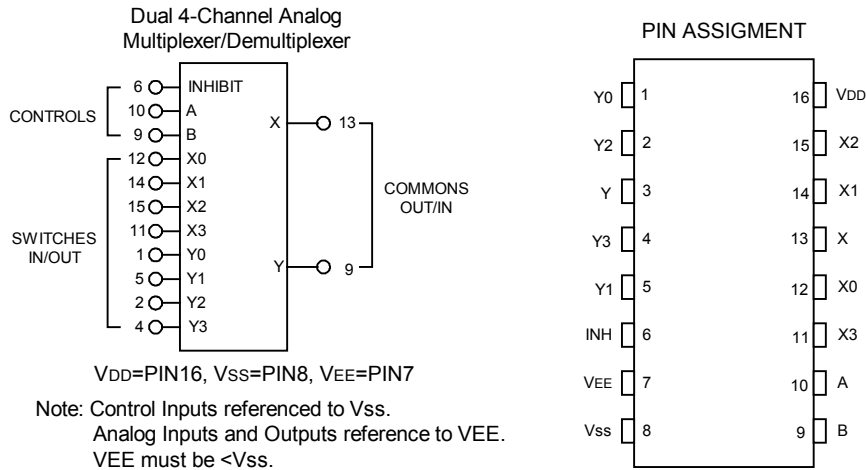 Dual 4-Channel Analog
Multiplexer/Demultiplexer
CONTROLS
6 INHIBIT
10 A
9 B
SWITCHES
IN/OUT
12 X0
14 X1
15 X2
11 X3
1 Y0
5 Y1
2 Y2
4 Y3
X 13
Y 9
COMMONS
OUT/IN
VDD=PIN16, VSS=PIN8, VEE=PIN7
Note: Control Inputs referenced to Vss.
Analog Inputs and Outputs reference to VEE.
VEE must be <Vss.
PIN ASSIGMENT
Y0 1 16 VDD
Y2 2 15 X2
Y 3 14 X1
Y3 4 13 X
Y1 5 12 X0
INH 6 11 X3
VEE 7 10 A
Vss 8 9 B